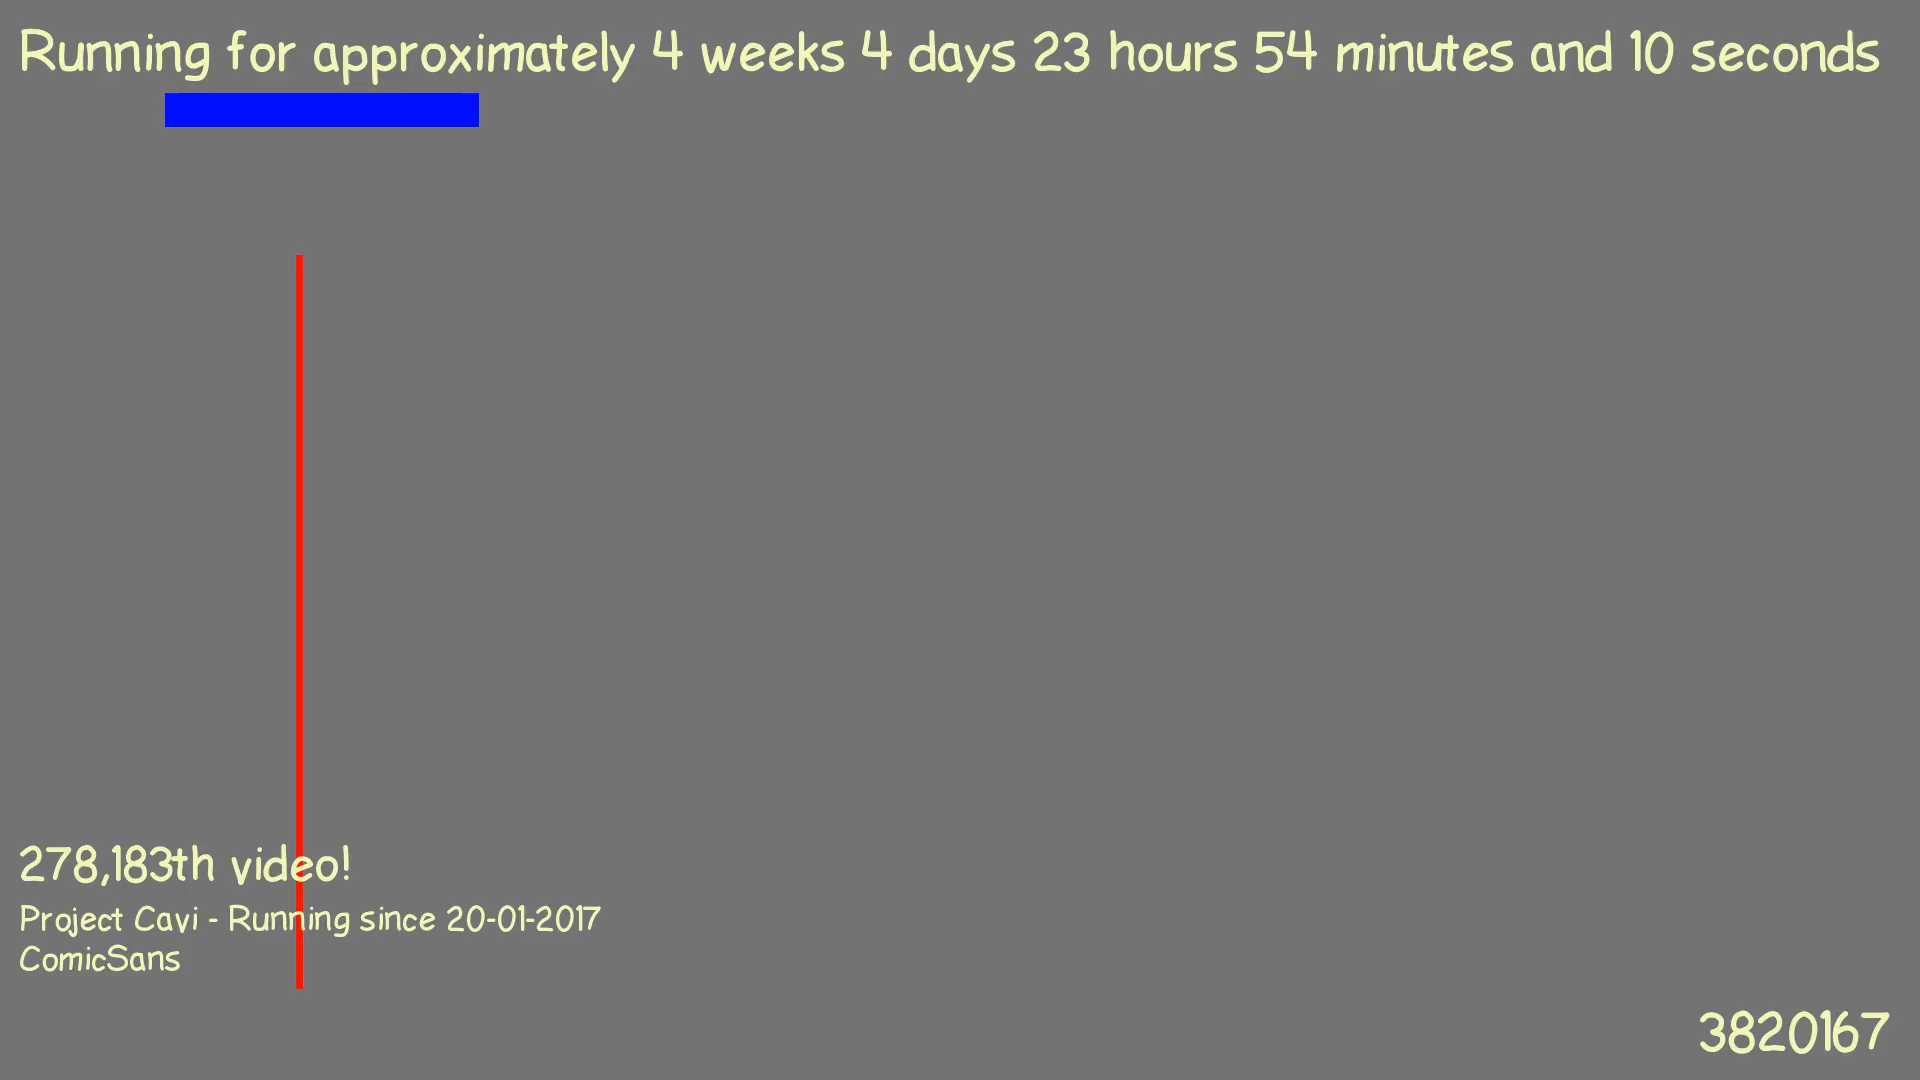 Running for approximately 4 weeks 4 days 23 hours 54 minutes and 10 seconds
278,183th video!
Project Cavi - Running since 20-01-2017
ComicSans
3820167